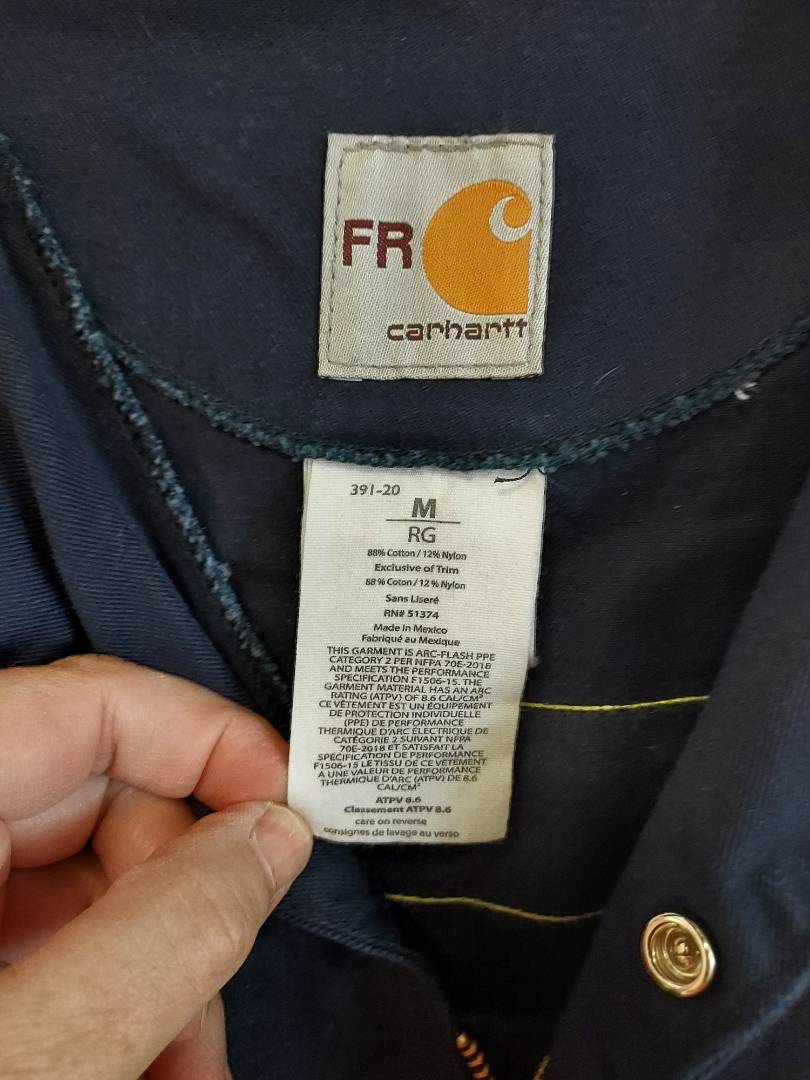 FR
carhartt
391-20
M
RG
88% Cotton / 12% Nylon
Exclusive of Trim
88% Coton / 12% Nylon
Sans Liseré
RN# 51374
Made in Mexico
Fabriqué au Mexique
THIS GARMENT IS ARC-FLASH PPE
CATEGORY 2 PER NFPA 70E-2018
AND MEETS THE PERFORMANCE
SPECIFICATION F1506-15. THE
GARMENT MATERIAL HAS AN ARC
RATING (ATPV) OF 8.6 CAL/CM²
CE VÊTEMENT EST UN ÉQUIPEMENT
DE PROTECTION INDIVIDUELLE
(PPE) DE PERFORMANCE
THERMIQUE D'ARC ÉLECTRIQUE DE
CATÉGORIE 2 SUIVANT NFPA
70E-2018 ET SATISFAIT LA
SPÉCIFICATION DE PERFORMANCE
F1506-15 LE TISSU DE CE VÊTEMENT
A UNE VALEUR DE PERFORMANCE
THERMIQUE D'ARC (ATPV) DE 8.6
CAL/CM²
ATPV 8.6
Classement ATPV 8.6
care on reverse
consignes de lavage au verso